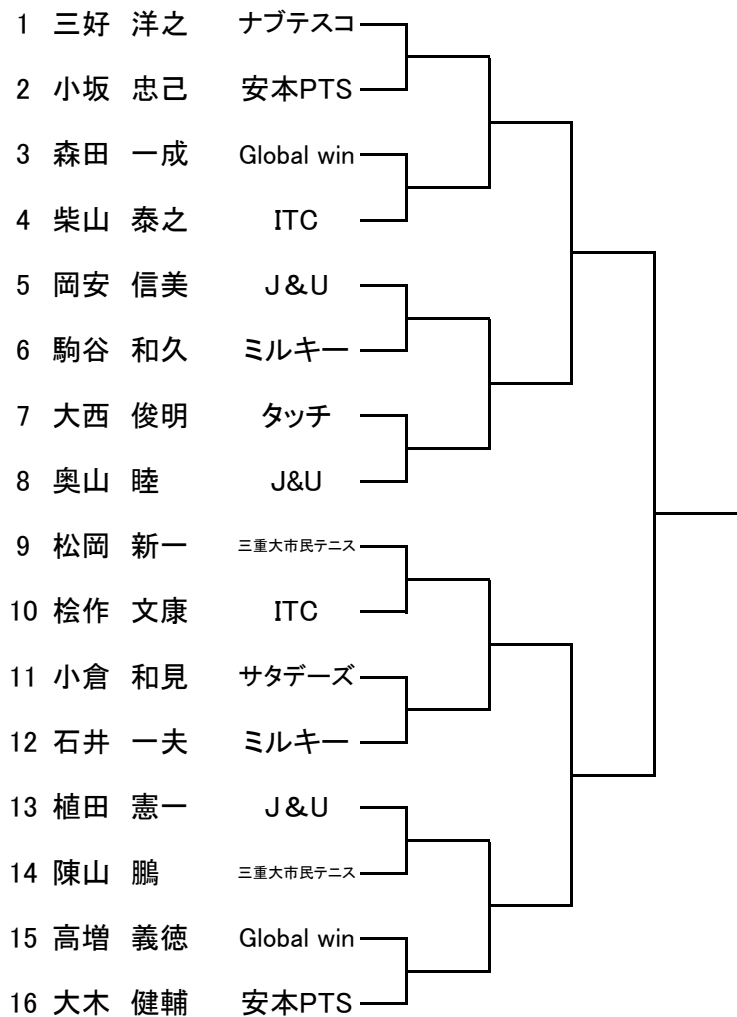 1 三好 洋之 ナブテスコ
2 小坂 忠己 安本PTS
3 森田 一成 Global win
4 柴山 泰之 ITC
5 岡安 信美 J＆U
6 駒谷 和久 ミルキー
7 大西 俊明 タッチ
8 奥山 睦 J&U
9 松岡 新一 三重大市民テニス
10 桧作 文康 ITC
11 小倉 和見 サタデーズ
12 石井 一夫 ミルキー
13 植田 憲一 J＆U
14 陳山 鵬 三重大市民テニス
15 高増 義徳 Global win
16 大木 健輔 安本PTS